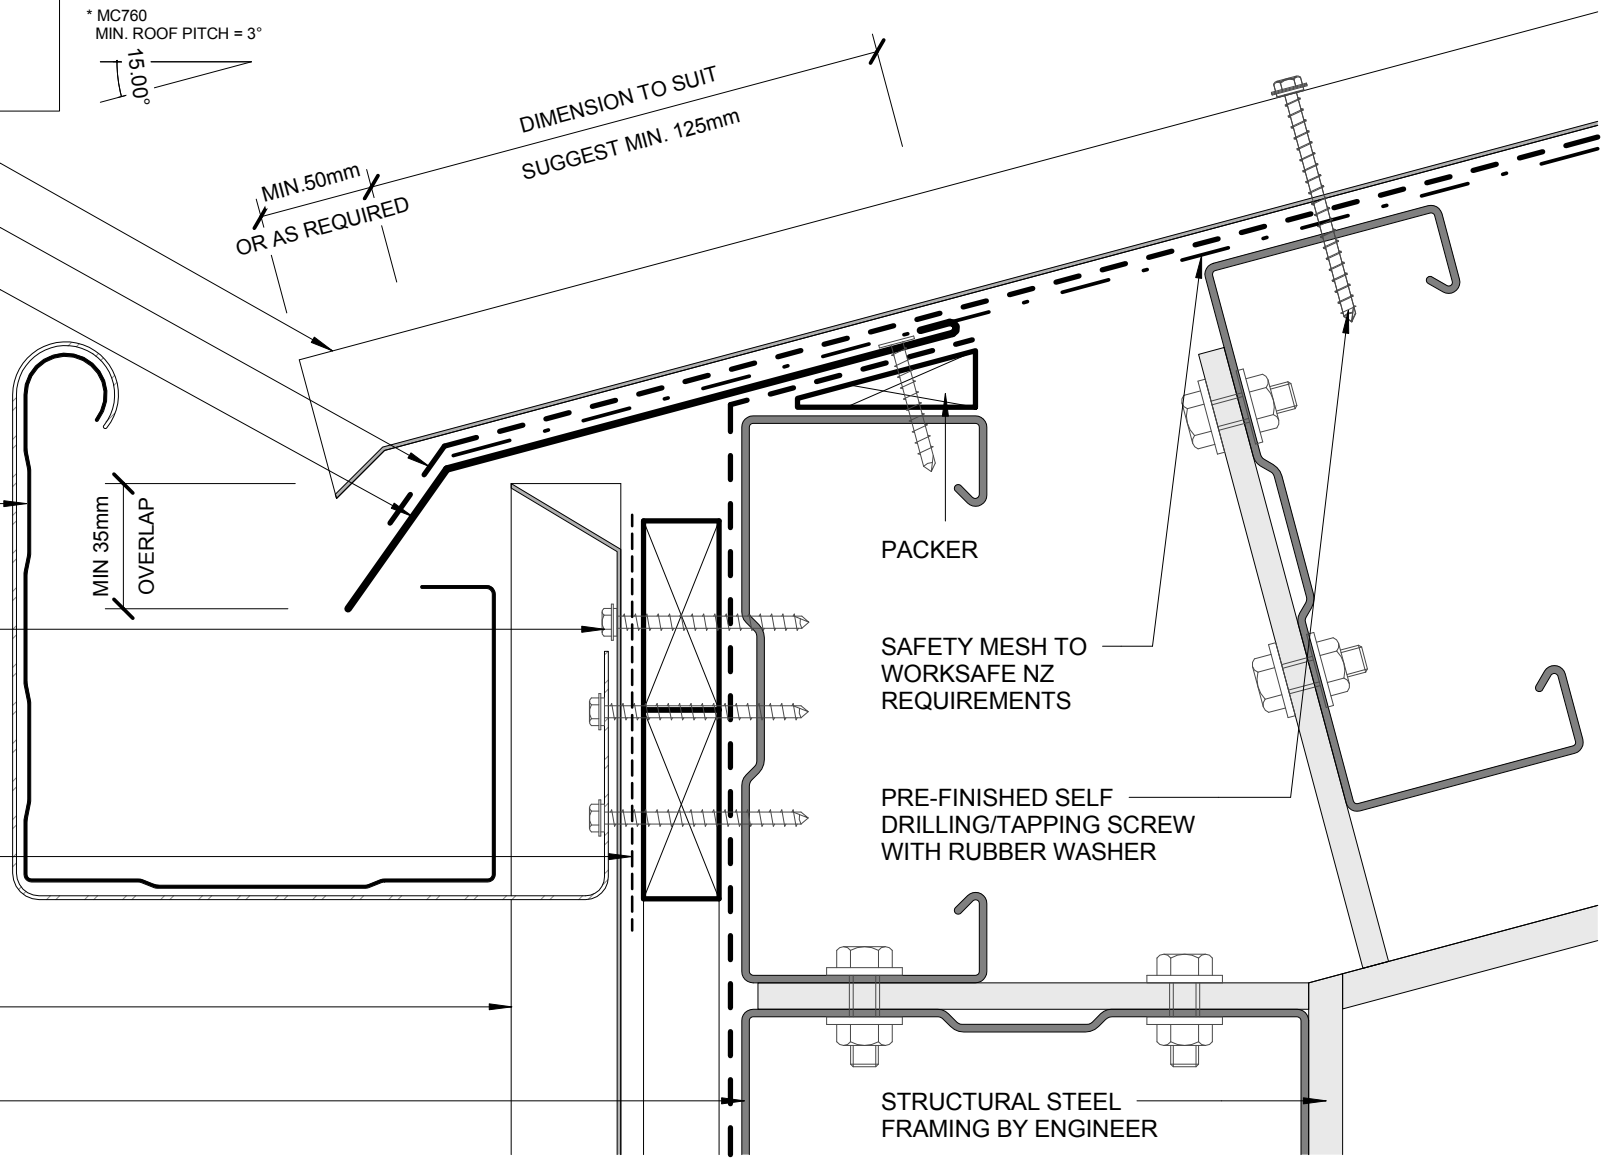 * MC760
MIN. ROOF PITCH = 3°
15.00°
DIMENSION TO SUIT
SUGGEST MIN. 125mm
MIN.50mm
OR AS REQUIRED
MIN 35mm
OVERLAP
PACKER
SAFETY MESH TO
WORKSAFE NZ
REQUIREMENTS
PRE-FINISHED SELF
DRILLING/TAPPING SCREW
WITH RUBBER WASHER
STRUCTURAL STEEL
FRAMING BY ENGINEER